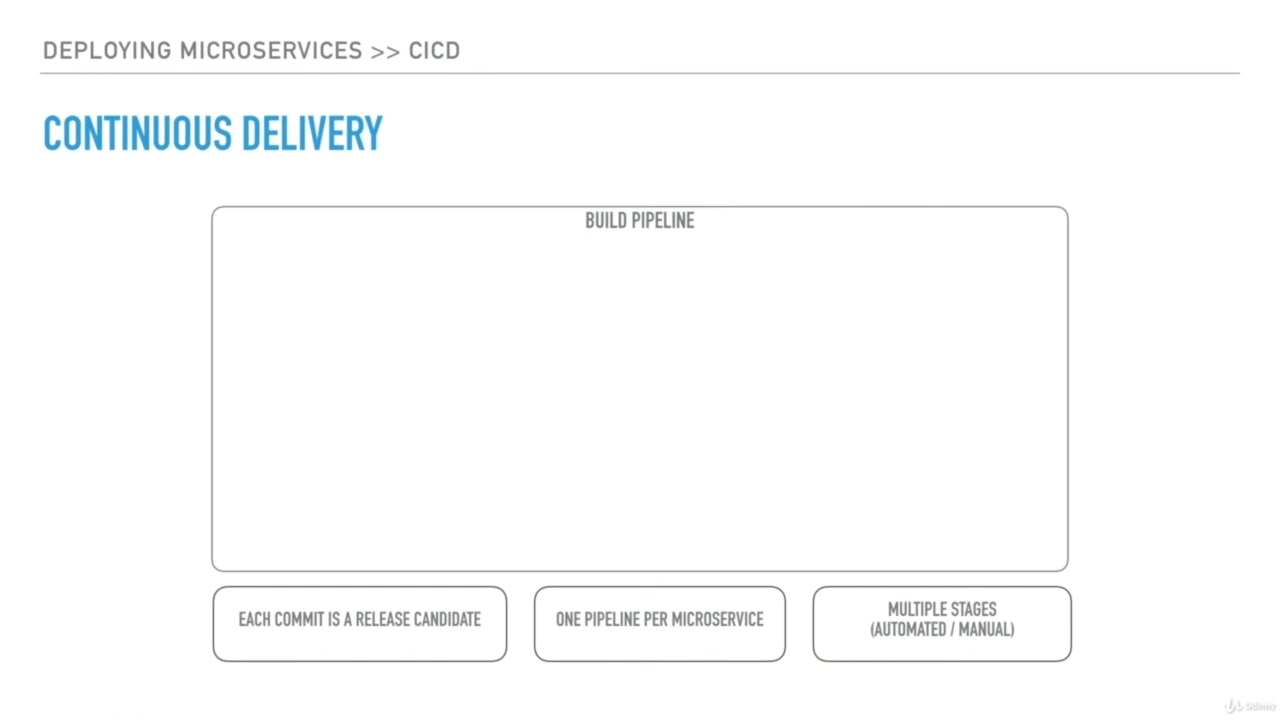 DEPLOYING MICROSERVICES >> CICD
CONTINUOUS DELIVERY
BUILD PIPELINE
EACH COMMIT IS A RELEASE CANDIDATE
ONE PIPELINE PER MICROSERVICE
MULTIPLE STAGES
(AUTOMATED / MANUAL)
Udemy